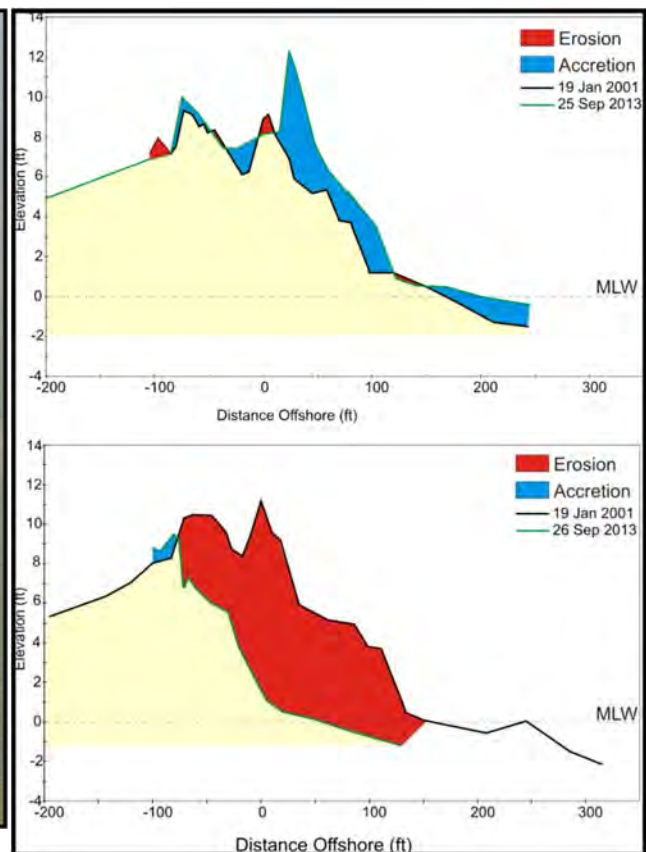 14
12
10
8
6
4
2
0
-2
-4
Elevation (ft)
Erosion
Accretion
19 Jan 2001
25 Sep 2013
MLW
-200
-100
0
100
200
300
Distance Offshore (ft)
14
12
10
8
6
4
2
0
-2
-4
Elevation (ft)
Erosion
Accretion
19 Jan 2001
26 Sep 2013
MLW
-200
-100
0
100
200
300
Distance Offshore (ft)